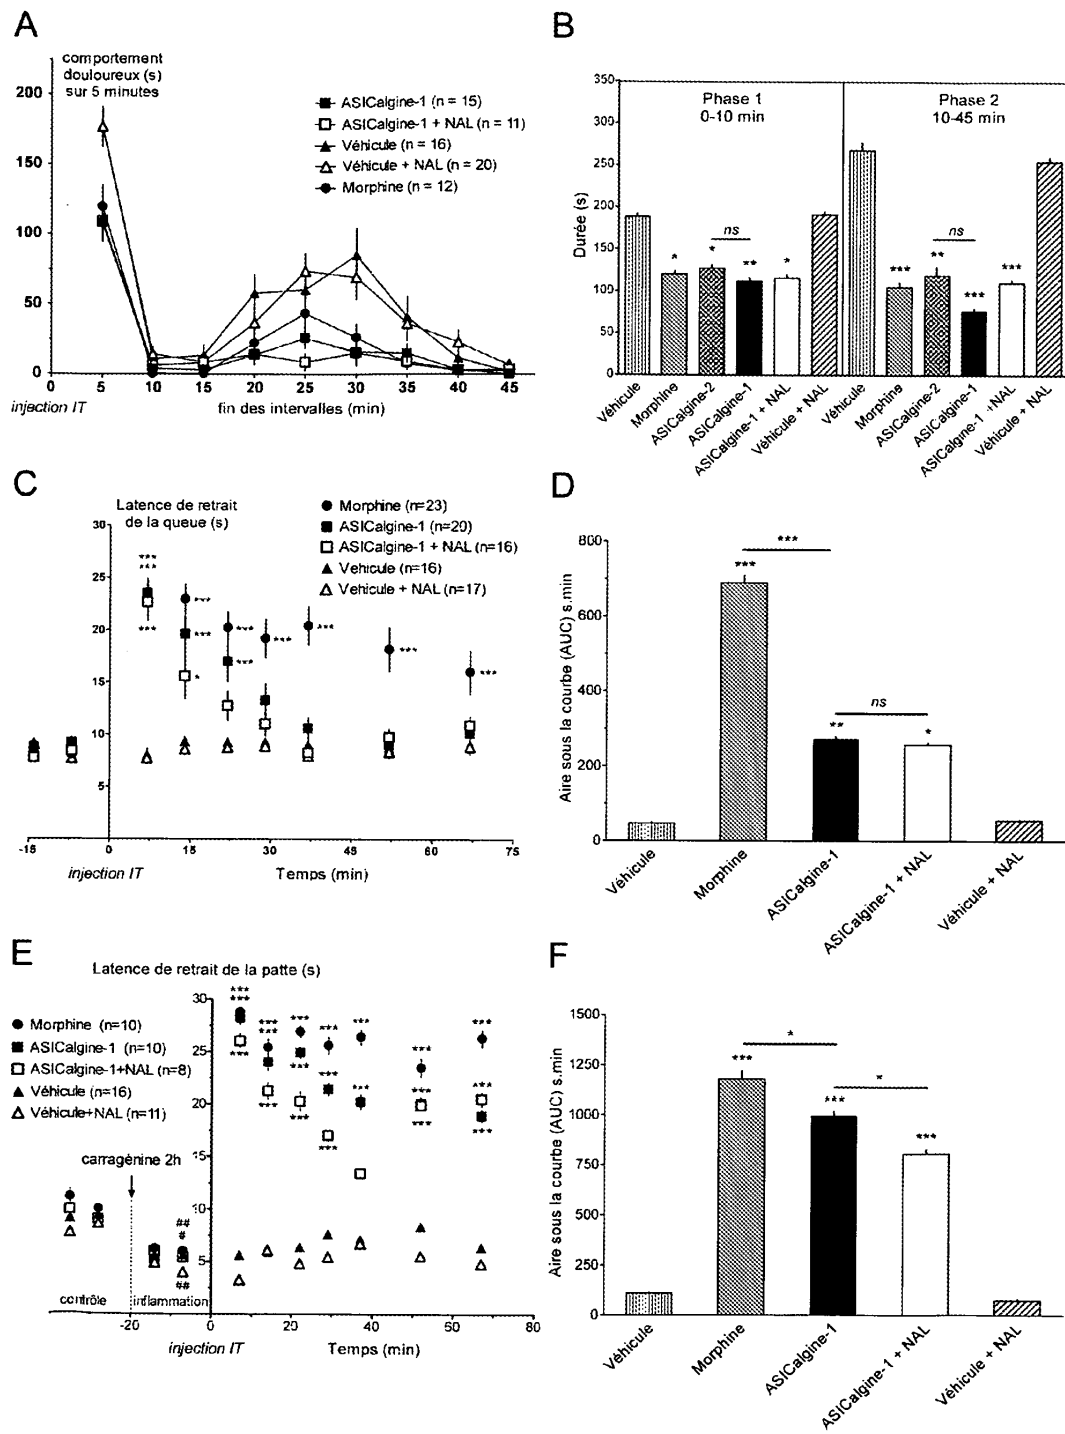 A
comportement
douloureux (s)
sur 5 minutes
200
150
100
50
0
5
10
15
20
25
30
35
40
45
injection IT
fin des intervalles (min)
ASICalgine-1 (n = 15)
ASICalgine-1 + NAL (n = 11)
Véhicule (n = 16)
Véhicule + NAL (n = 20)
Morphine (n = 12)
B
Durée (s)
350
300
250
200
150
100
50
0
Phase 1
0-10 min
Phase 2
10-45 min
* * ns ** *
*** ** ns *** ***
Véhicule
Morphine
ASICalgine-2
ASICalgine-1
ASICalgine-1 + NAL
Véhicule + NAL
Véhicule
Morphine
ASICalgine-2
ASICalgine-1
ASICalgine-1 +NAL
Véhicule + NAL
C
Latence de retrait
de la queue (s)
Morphine (n=23)
ASICalgine-1 (n=20)
ASICalgine-1 + NAL (n=16)
Vehicule (n=16)
Vehicule + NAL (n=17)
30
25
20
15
10
5
-15
0
15
30
45
60
75
injection IT
Temps (min)
D
Aire sous la courbe (AUC) s.min
800
600
400
200
0
***
***
ns
**
*
Véhicule
Morphine
ASICalgine-1
ASICalgine-1 + NAL
Véhicule + NAL
E
Latence de retrait de la patte (s)
Morphine (n=10)
ASICalgine-1 (n=10)
ASICalgine-1+NAL (n=8)
Véhicule (n=16)
Véhicule+NAL (n=11)
30
25
20
15
10
5
carragénine 2h
##
#
##
contrôle
inflammation
-20
0
20
40
60
80
injection IT
Temps (min)
F
Aire sous la courbe (AUC) s.min
1500
1250
1000
750
500
250
0
*
***
*
***
***
Véhicule
Morphine
ASICalgine-1
ASICalgine-1 + NAL
Véhicule + NAL